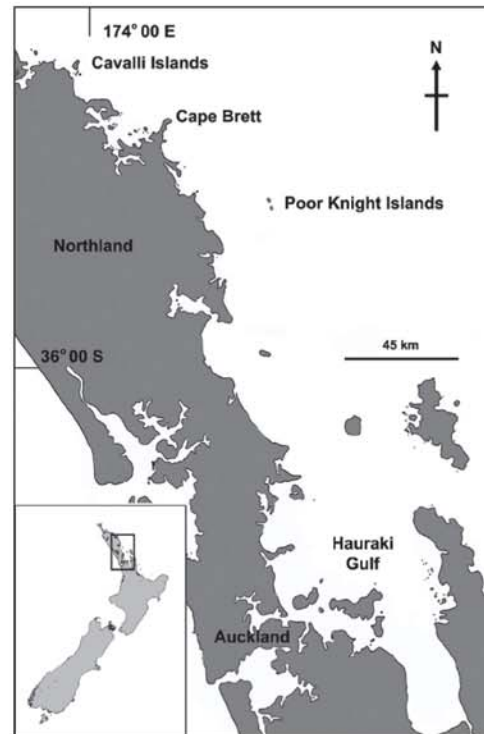 174° 00 E
Cavalli Islands
N
Cape Brett
Poor Knight Islands
Northland
45 km
36° 00 S
Hauraki
Gulf
Auckland